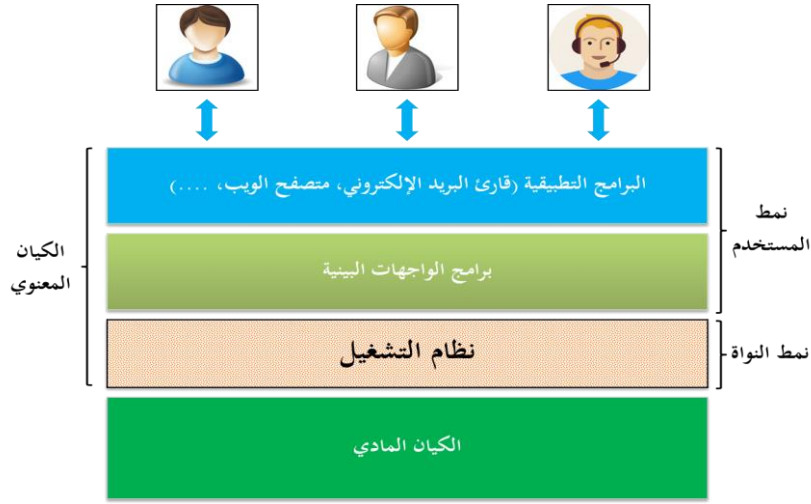 البرامج التطبيقية (قارئ البريد الإلكتروني، متصفح الويب، ....)
نمط
المستخدم
برامج الواجهات البينية
الكيان
المعنوي
نظام التشغيل
نمط النواة
الكيان المادي